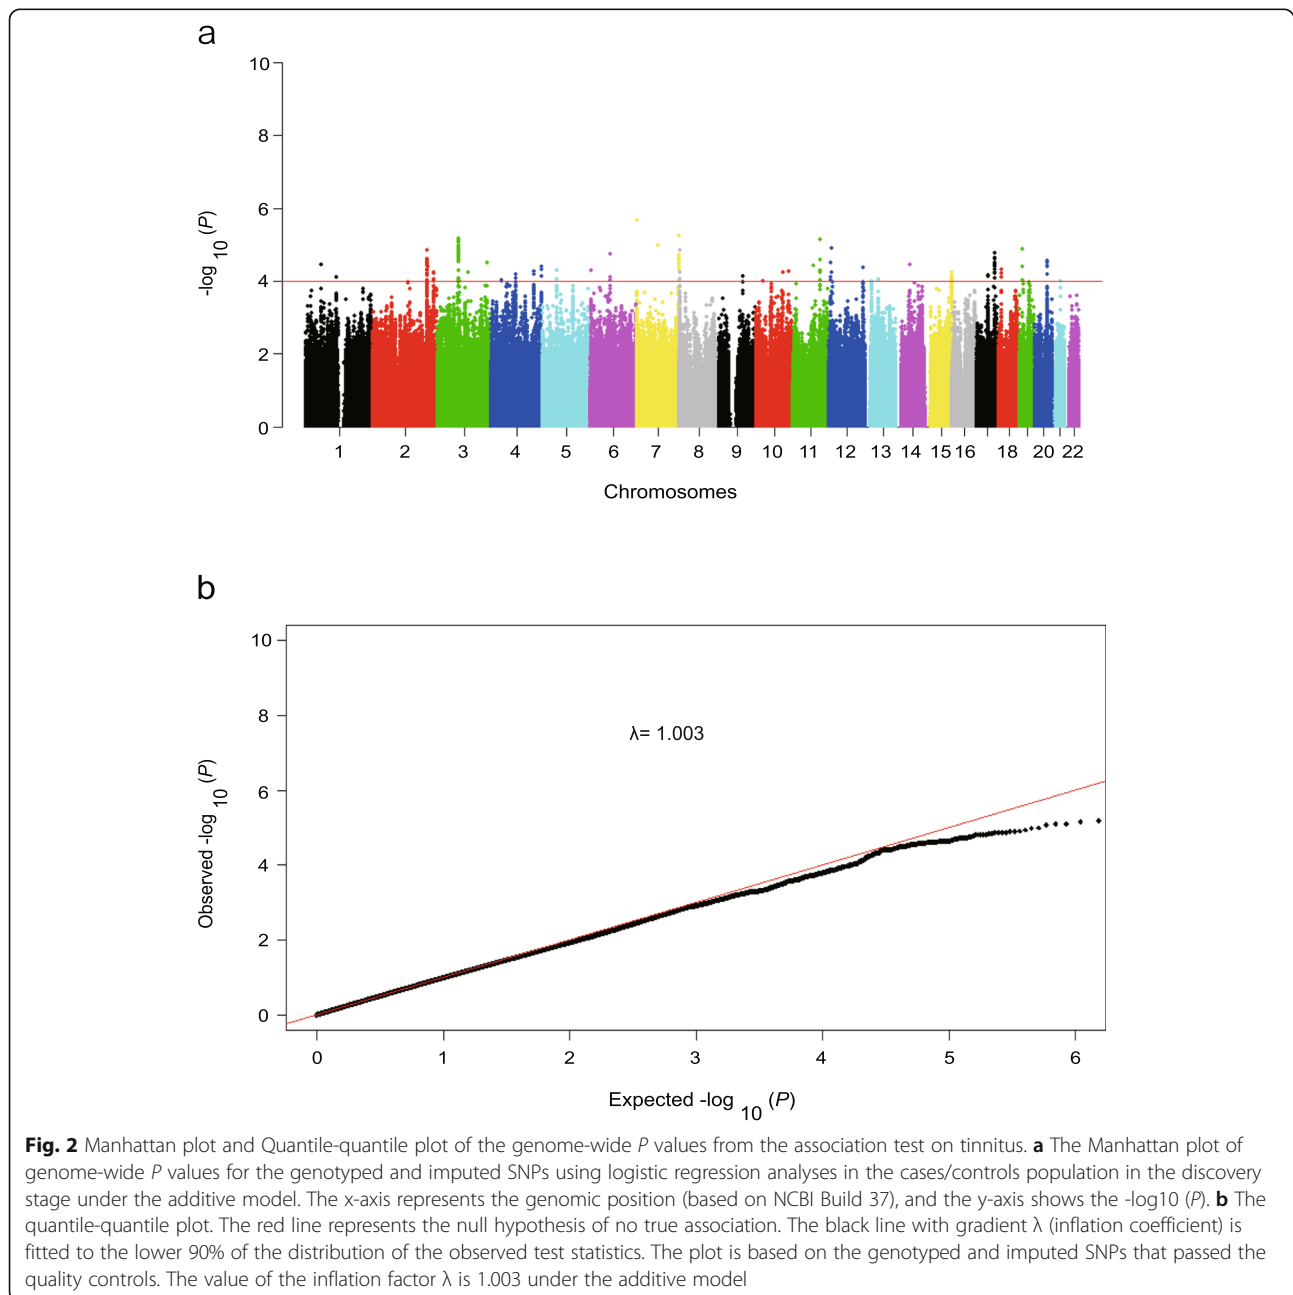 a
10
8
6
4
2
0
-log 10 (P)
1 2 3 4 5 6 7 8 9 10 11 12 13 14 15 16 18 20 22
Chromosomes
b
10
8
6
4
2
0
Observed -log 10 (P)
λ= 1.003
0 1 2 3 4 5 6
Expected -log 10 (P)
Fig. 2 Manhattan plot and Quantile-quantile plot of the genome-wide P values from the association test on tinnitus. a The Manhattan plot of
genome-wide P values for the genotyped and imputed SNPs using logistic regression analyses in the cases/controls population in the discovery
stage under the additive model. The x-axis represents the genomic position (based on NCBI Build 37), and the y-axis shows the -log10 (P). b The
quantile-quantile plot. The red line represents the null hypothesis of no true association. The black line with gradient λ (inflation coefficient) is
fitted to the lower 90% of the distribution of the observed test statistics. The plot is based on the genotyped and imputed SNPs that passed the
quality controls. The value of the inflation factor λ is 1.003 under the additive model